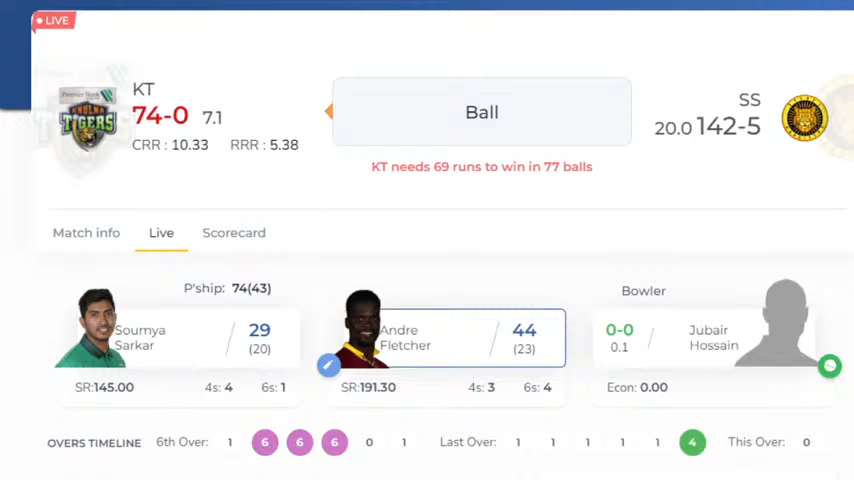 LIVE
KT
74-0 7.1
CRR : 10.33 RRR : 5.38
Premier Bank
KHULNA
TIGERS
Ball
KT needs 69 runs to win in 77 balls
SS
20.0 142-5
Match info Live Scorecard
P'ship: 74(43)
Soumya
Sarkar
29
(20)
SR:145.00 4s: 4 6s: 1
Andre
Fletcher
44
(23)
SR:191.30 4s: 3 6s: 4
Bowler
0-0
0.1
Jubair
Hossain
Econ: 0.00
OVERS TIMELINE 6th Over: 1 6 6 6 0 1 Last Over: 1 1 1 1 1 4 This Over: 0